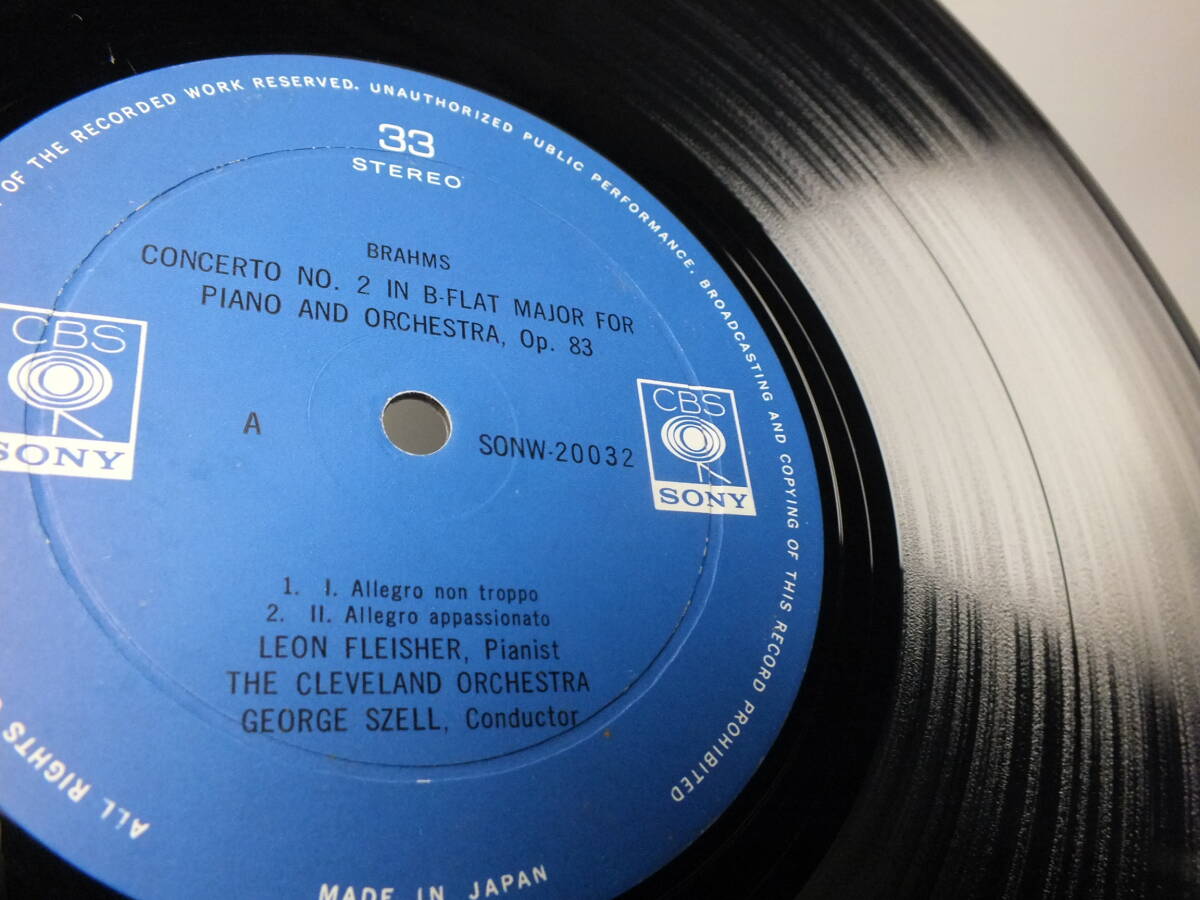 OF THE RECORDED WORK RESERVED. UNAUTHORIZED PUBLIC PERFORMANCE. BROADCASTING AND COPYING OF THIS RECORD PROHIBITED
33
STEREO
BRAHMS
CONCERTO NO. 2 IN B-FLAT MAJOR FOR
PIANO AND ORCHESTRA, Op. 83
CBS
SONY
A
SONW-20032
CBS
SONY
1. I. Allegro non troppo
2. II. Allegro appassionato
LEON FLEISHER, Pianist
THE CLEVELAND ORCHESTRA
GEORGE SZELL, Conductor
ALL RIGHTS
MADE IN JAPAN